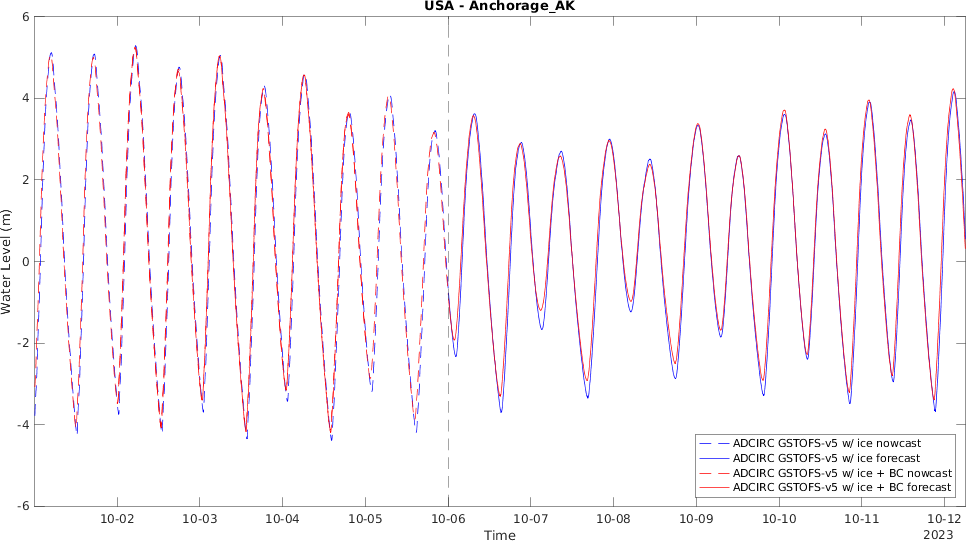 USA - Anchorage_AK
6
4
2
0
-2
-4
-6
Water Level (m)
ADCIRC GSTOFS-v5 w/ ice nowcast
ADCIRC GSTOFS-v5 w/ ice forecast
ADCIRC GSTOFS-v5 w/ ice + BC nowcast
ADCIRC GSTOFS-v5 w/ ice + BC forecast
10-02 10-03 10-04 10-05 10-06 10-07 10-08 10-09 10-10 10-11 10-12
Time
2023